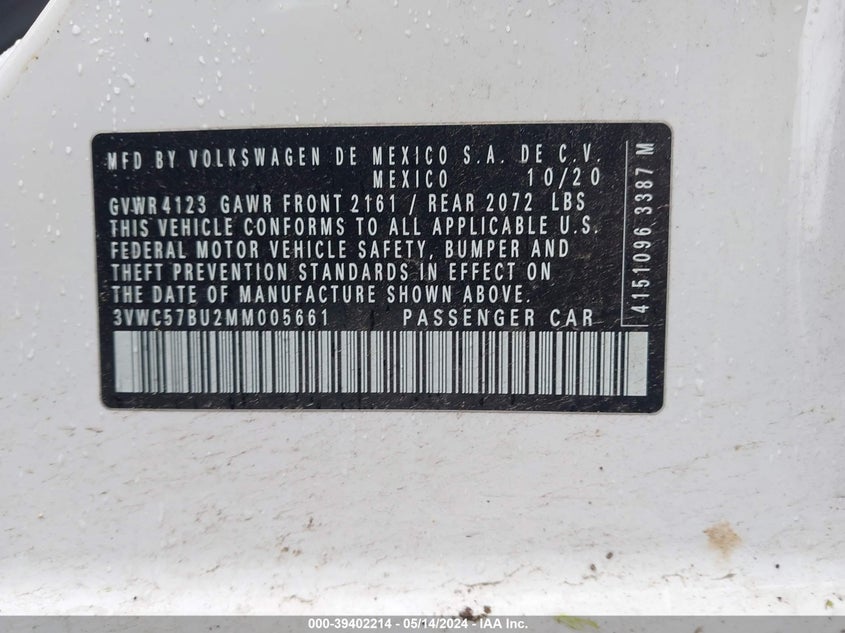 MFD BY VOLKSWAGEN DE MEXICO S.A. DE C.V.
MEXICO 10/20
GVWR4123 GAWR FRONT 2161 / REAR 2072 LBS
THIS VEHICLE CONFORMS TO ALL APPLICABLE U.S.
FEDERAL MOTOR VEHICLE SAFETY, BUMPER AND
THEFT PREVENTION STANDARDS IN EFFECT ON
THE DATE OF MANUFACTURE SHOWN ABOVE.
3VWC57BU2MM005661 PASSENGER CAR
4151096 3387 M
000-39402214 - 05/14/2024 - IAA Inc.